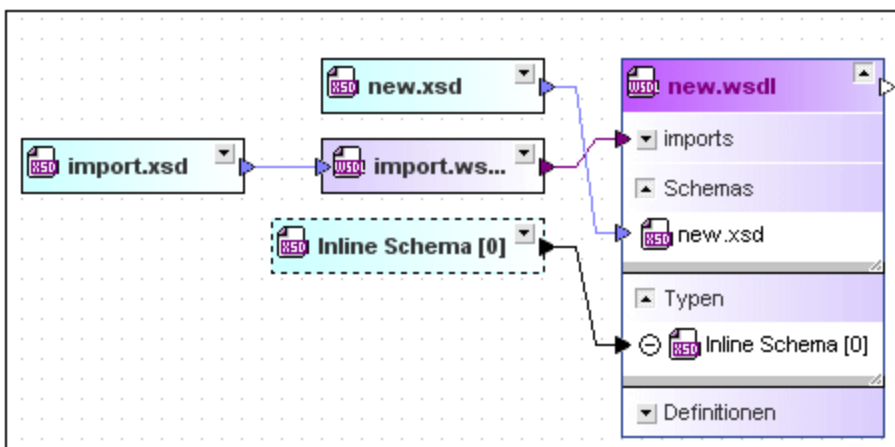 new.xsd
import.xsd
import.ws...
Inline Schema [0]
new.wsdl
imports
Schemas
new.xsd
Typen
Inline Schema [0]
Definitionen